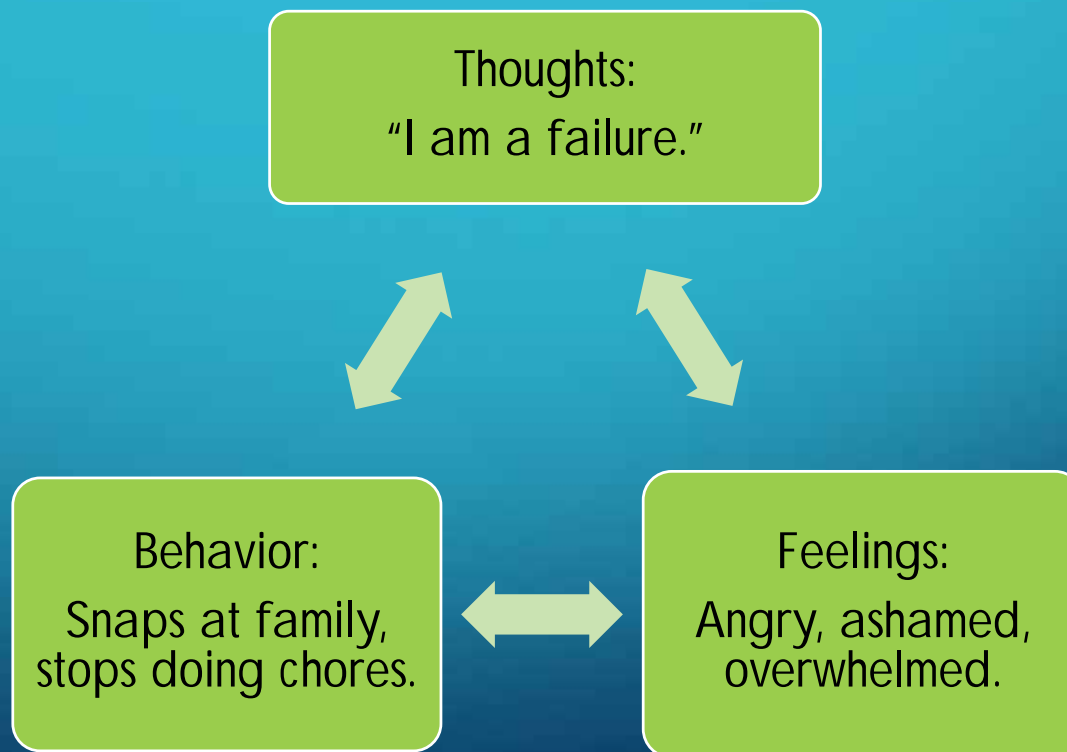 Thoughts:
“I am a failure.”
Behavior:
Snaps at family,
stops doing chores.
Feelings:
Angry, ashamed,
overwhelmed.